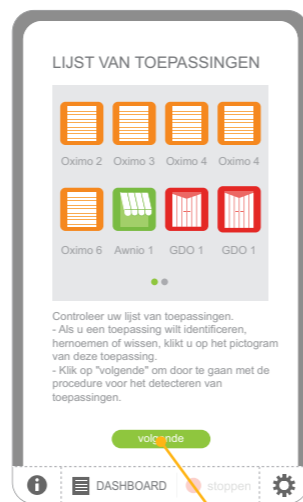 LIJST VAN TOEPASSINGEN
Oximo 2 Oximo 3 Oximo 4 Oximo 4
Oximo 6 Awnio 1 GDO 1 GDO 1
Controleer uw lijst van toepassingen.
- Als u een toepassing wilt identificeren,
hernoemen of wissen, klikt u op het pictogram
van deze toepassing.
- Klik op "volgende" om door te gaan met de
procedure voor het detecteren van
toepassingen.
volgende
DASHBOARD stoppen